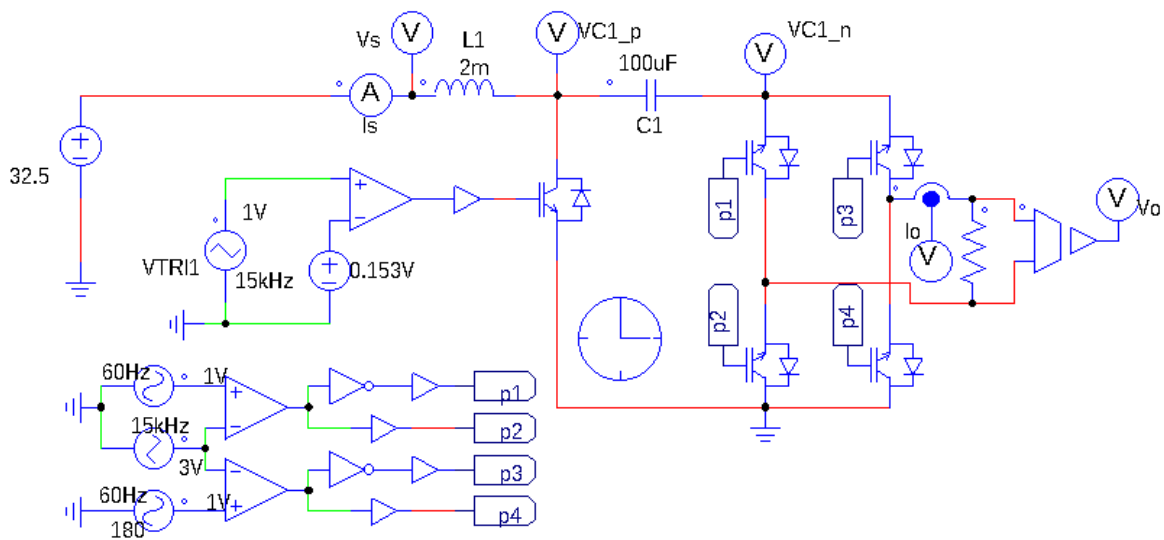 V
V
V
Vs
L1
2m
VC1_p
VC1_n
100uF
C1
A
Is
32.5
p1
p3
V
Vo
Io
V
1V
VTRI1
15kHz
0.153V
p2
p4
60Hz
1V
15kHz
3V
60Hz
1V
180
p1
p2
p3
p4